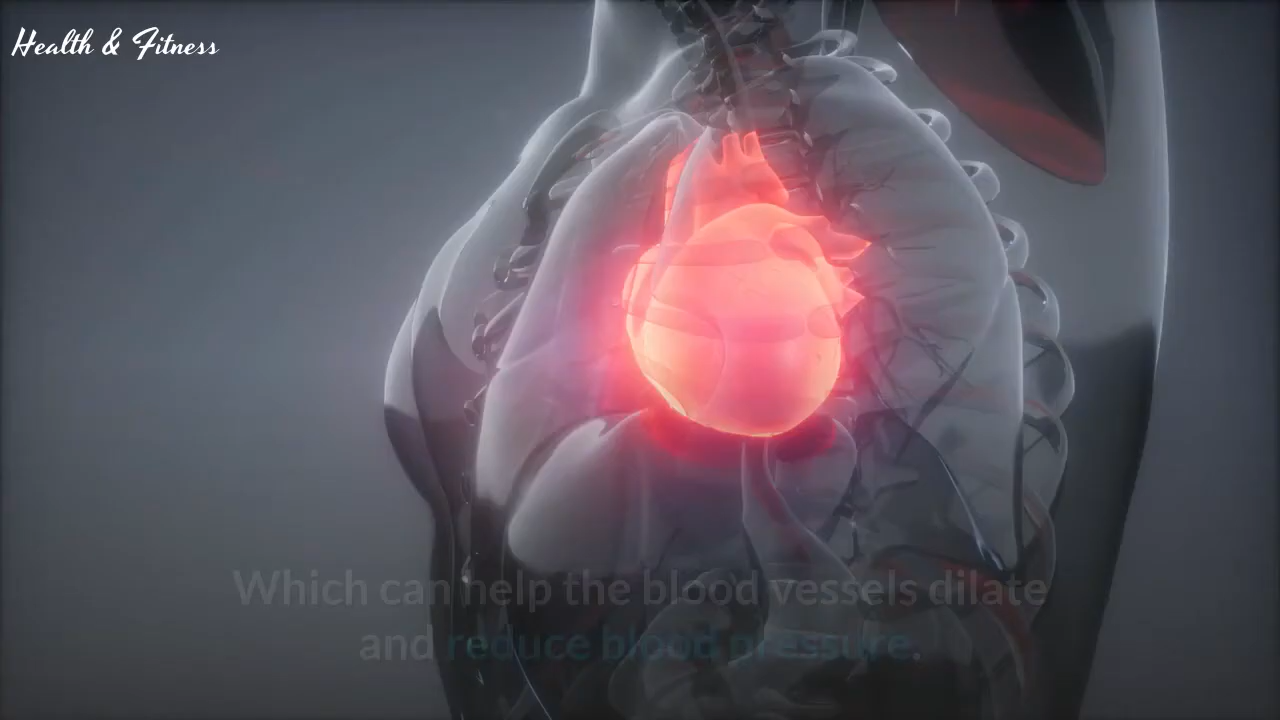 Health & Fitness
Which can help the blood vessels dilate
and reduce blood pressure.